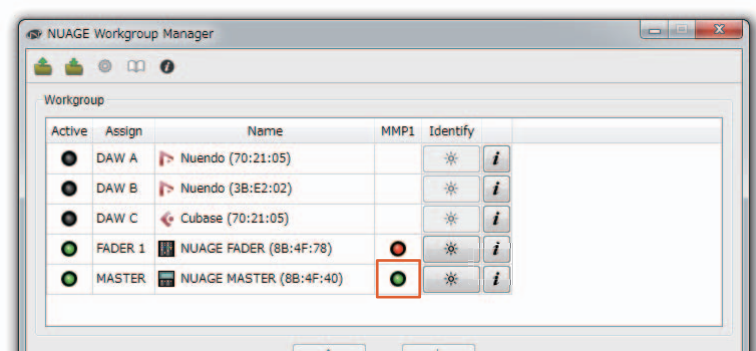 NUAGE Workgroup Manager
Workgroup
Active Assign Name MMP1 Identify
DAW A Nuendo (70:21:05) i
DAW B Nuendo (3B:E2:02) i
DAW C Cubase (70:21:05) i
FADER 1 NUAGE FADER (8B:4F:78) i
MASTER NUAGE MASTER (8B:4F:40) i